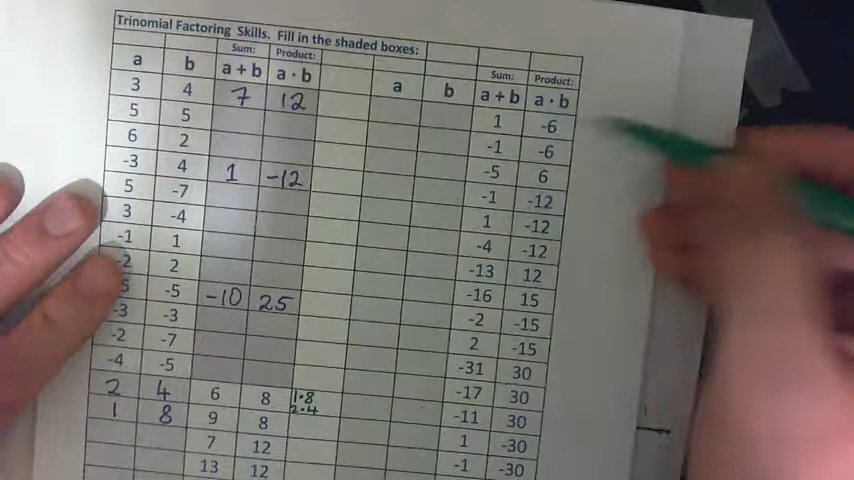 Trinomial Factoring Skills. Fill in the shaded boxes:
Sum: Product:
a b a + b a · b
3 4 7 12
5 5
6 2
-3 4 1 -12
5 -7
3 -4
-1 1
-2 2
5 -5 -10 25
-3 -3
-2 -7
-4 -5
2 4 6 8 1·8
2·4
1 8 9 8
7 12
13 12
Sum: Product:
a b a + b a · b
1 -6
-1 -6
-5 6
-1 -12
1 -12
-4 -12
-13 12
-16 15
-2 -15
2 -15
-31 30
-17 30
-11 30
1 -30
-1 -30